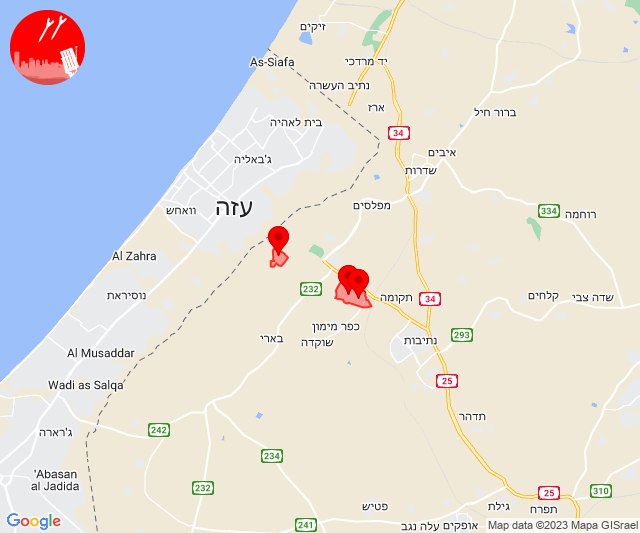 זיקים
As-Siafa
יד מרדכי
נתיב העשרה
ארז
ברור חיל
בית לאהיה
34
איבים
ג'באליה
שדרות
עזה
וואחש
מפלסים
334
רוחמה
Al Zahra
נוסיראת
232
תקומה
34
קלחים
שדה צבי
כפר מימון
שוקדה
בארי
נתיבות
293
Al Musaddar
Wadi as Salqa
25
תדהר
242
ג'רארה
234
'Abasan
al Jadida
232
25
310
פטיש
גילת
תפרח
241
עלה נגב
אופקים
Google
Map data ©2023 Mapa GISrael